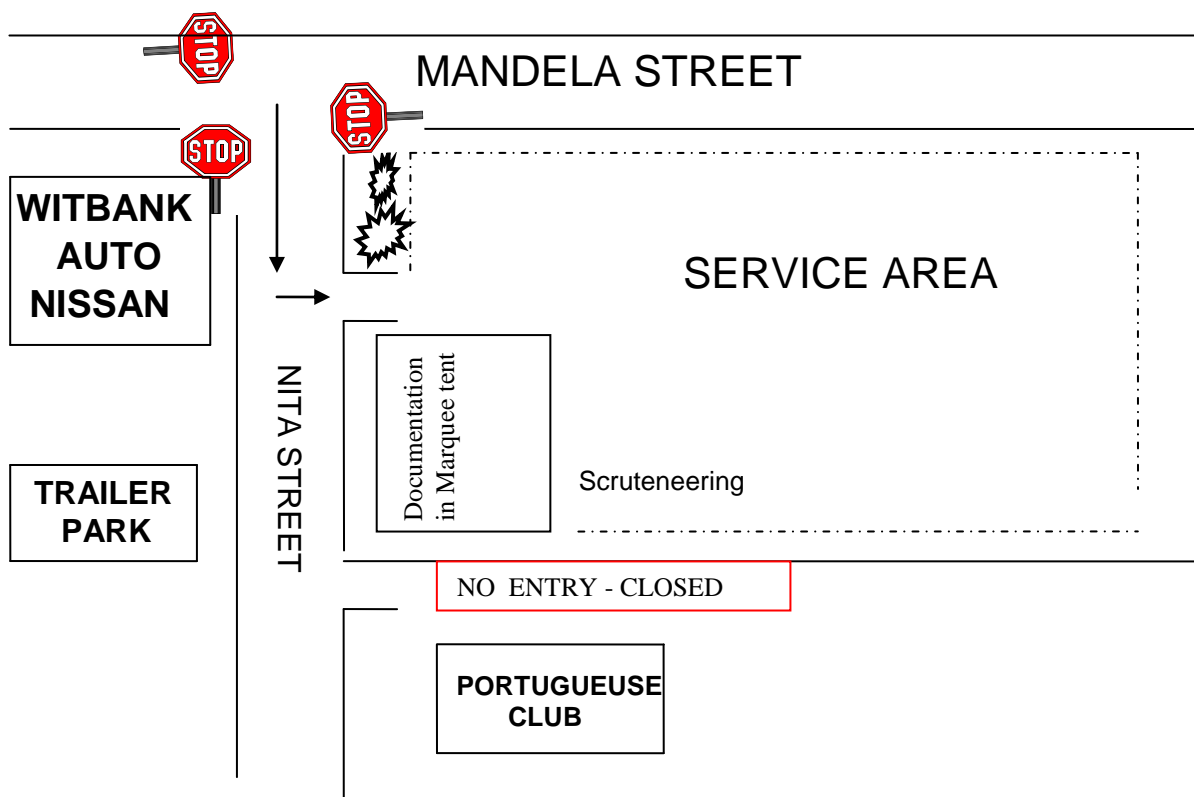 STOP
MANDELA STREET
STOP
STOP
WITBANK
AUTO
NISSAN
SERVICE AREA
NITA STREET
Documentation
in Marquee tent
Scruteneering
TRAILER
PARK
NO ENTRY - CLOSED
PORTUGUEUSE
CLUB